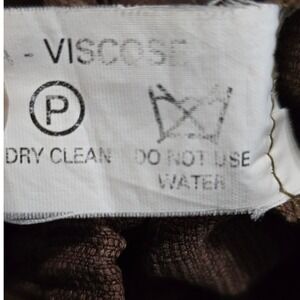 - VISCOSE
P
DRY CLEAN DO NOT USE
WATER